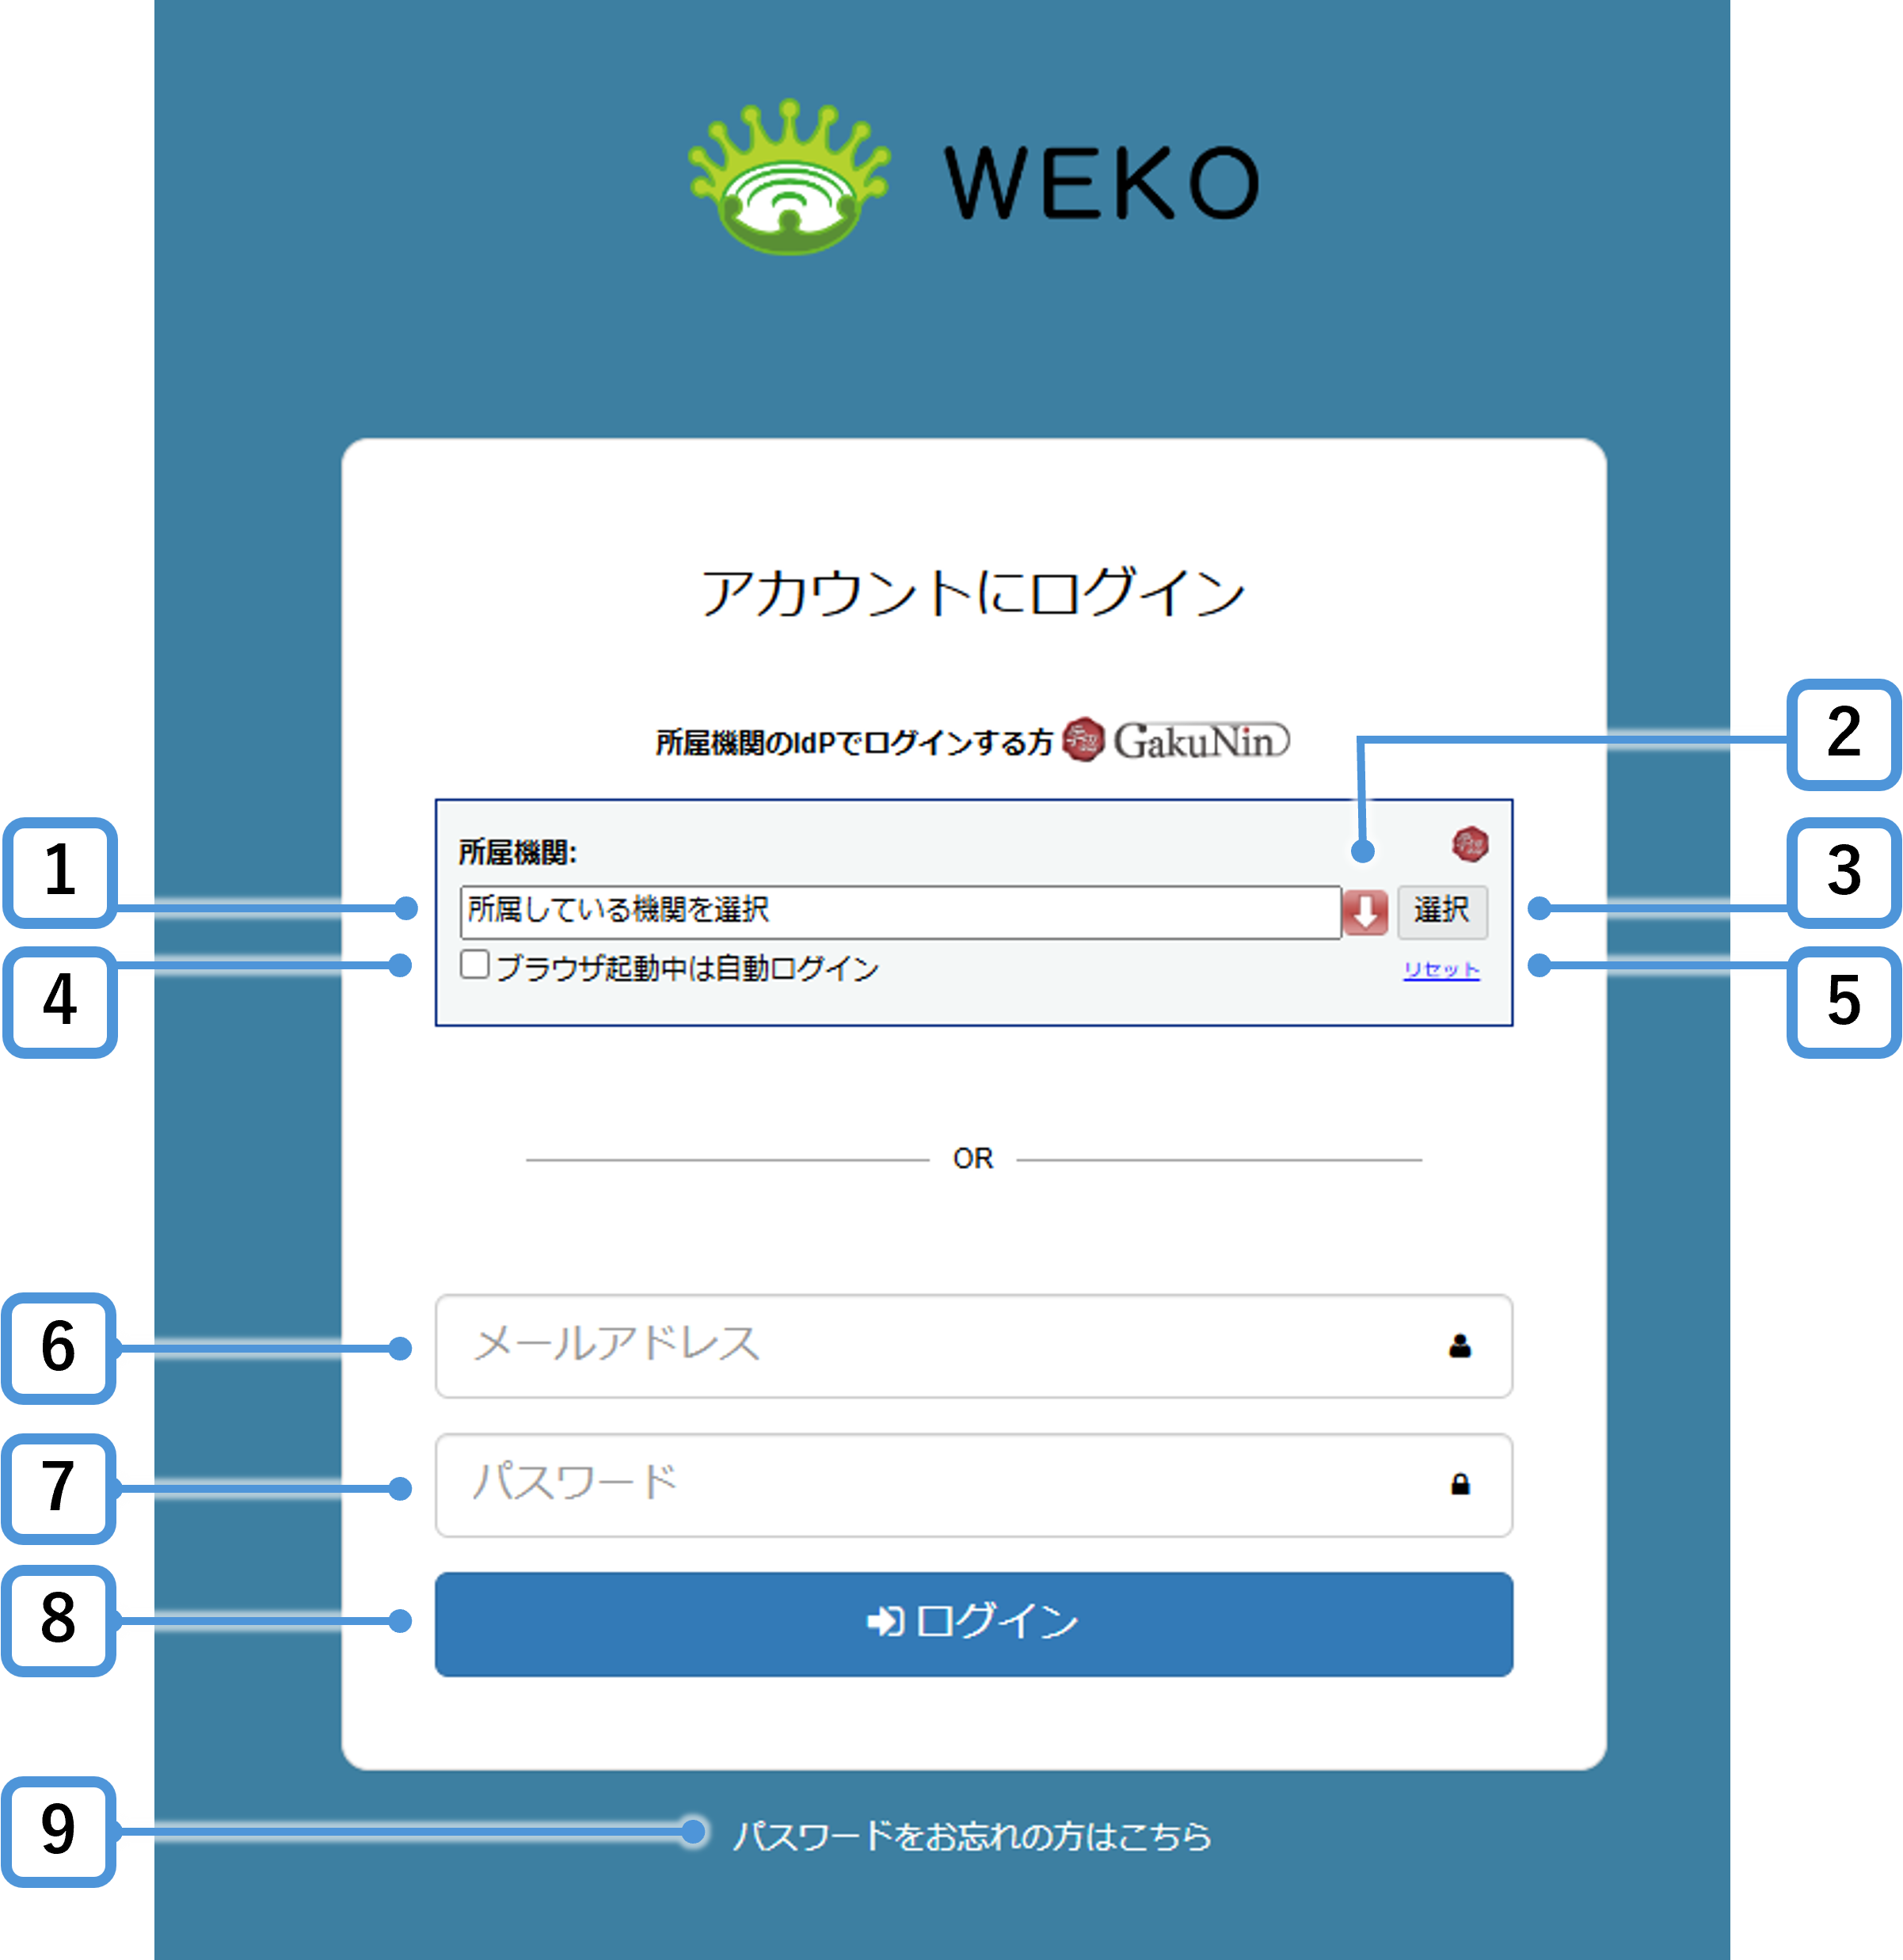 WEKO
アカウントにログイン
所属機関のIdPでログインする方 GakuNin
2
所属機関:
1
所属している機関を選択 選択
3
4
ブラウザ起動中は自動ログイン リセット
5
OR
6
メールアドレス
7
パスワード
8
ログイン
9
パスワードをお忘れの方はこちら